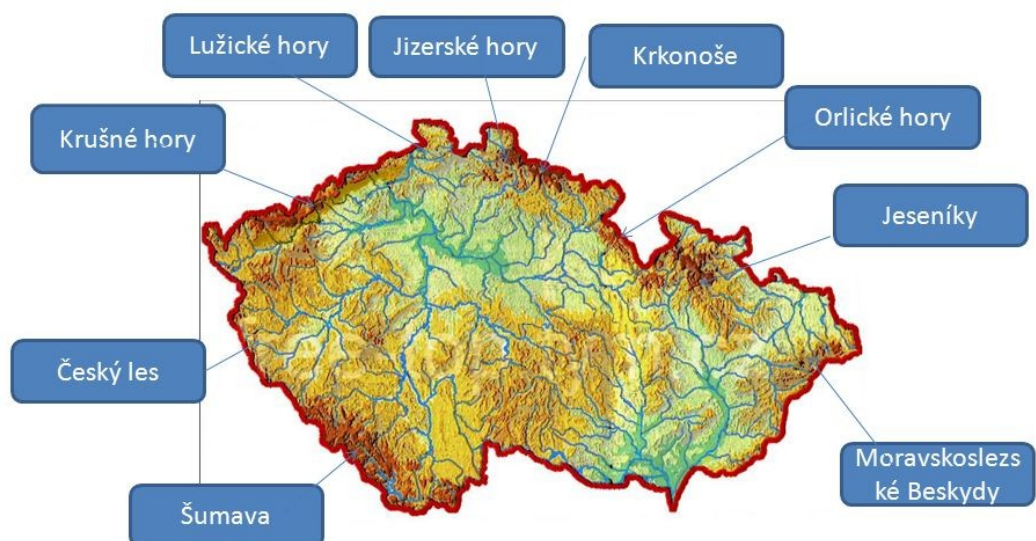 Lužické hory
Jizerské hory
Krkonoše
Krušné hory
Orlické hory
Jeseníky
Český les
Moravskoslezs
ké Beskydy
Šumava